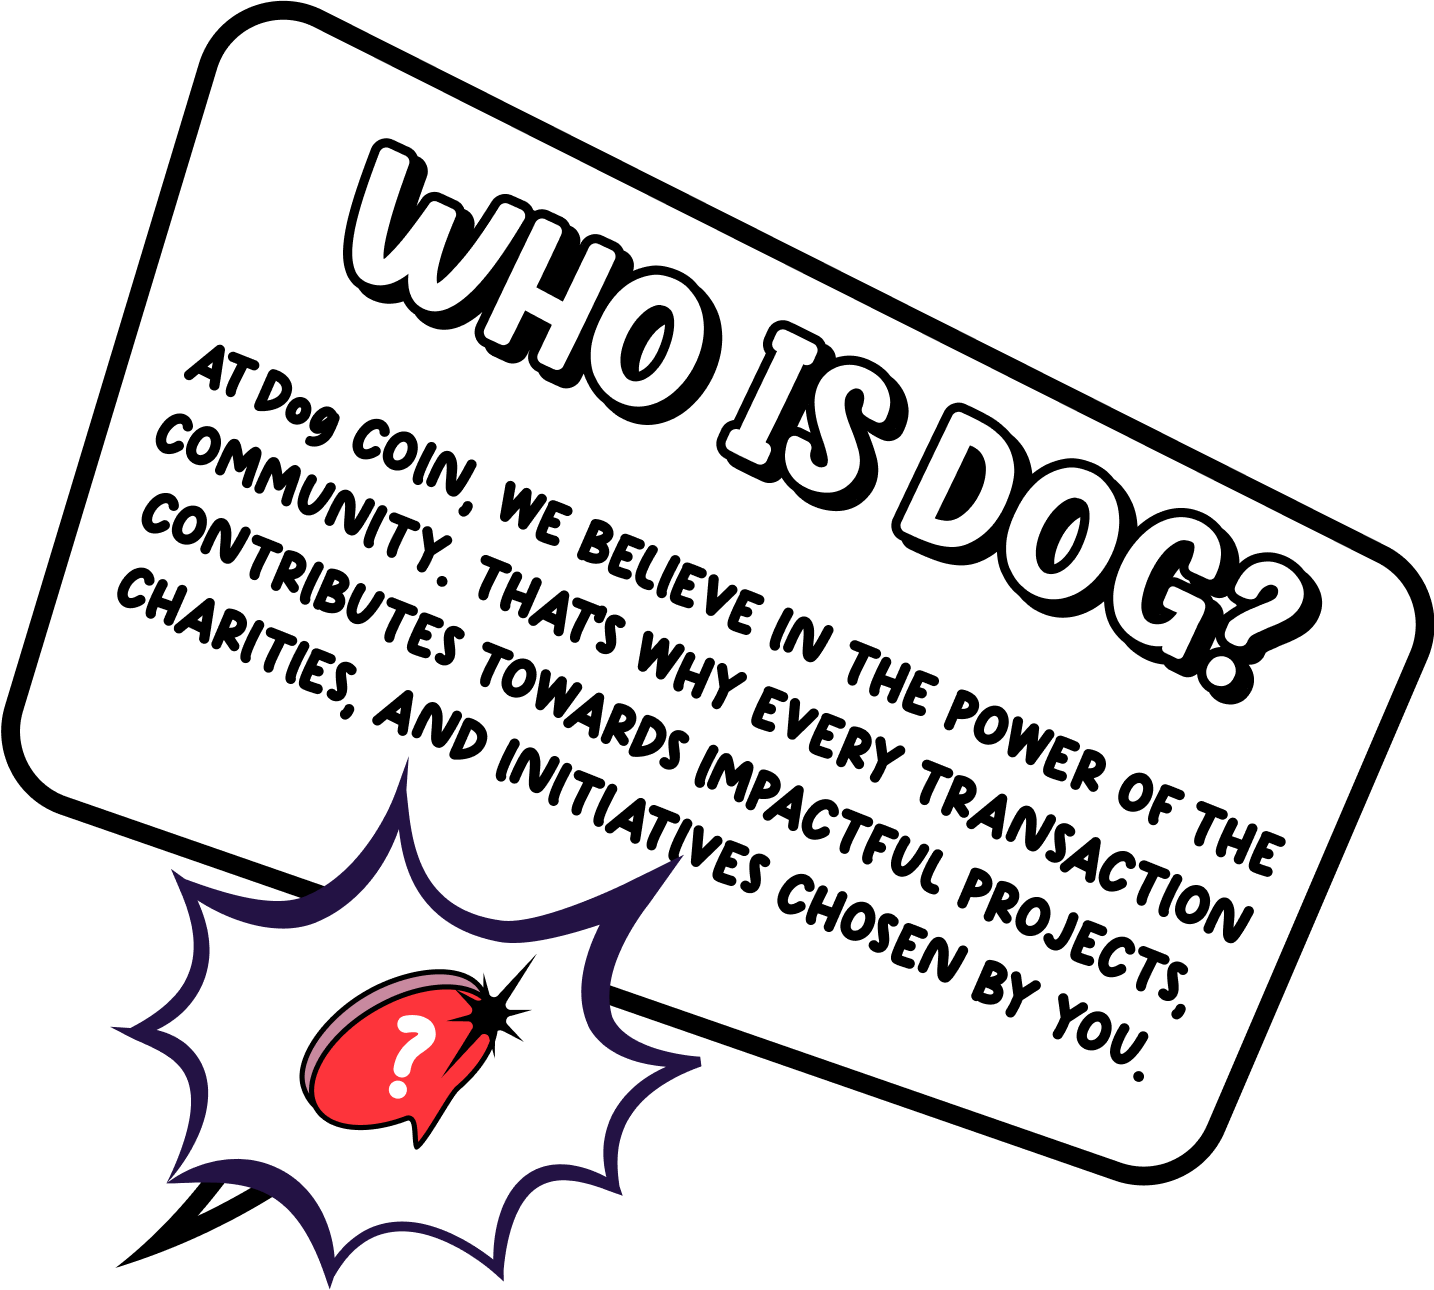 WHO IS DOG?
AT Dog COIN, WE BELIEVE IN THE POWER OF THE
COMMUNITY. THAT'S WHY EVERY TRANSACTION
CONTRIBUTES TOWARDS IMPACTFUL PROJECTS,
CHARITIES, AND INITIATIVES CHOSEN BY YOU.
?